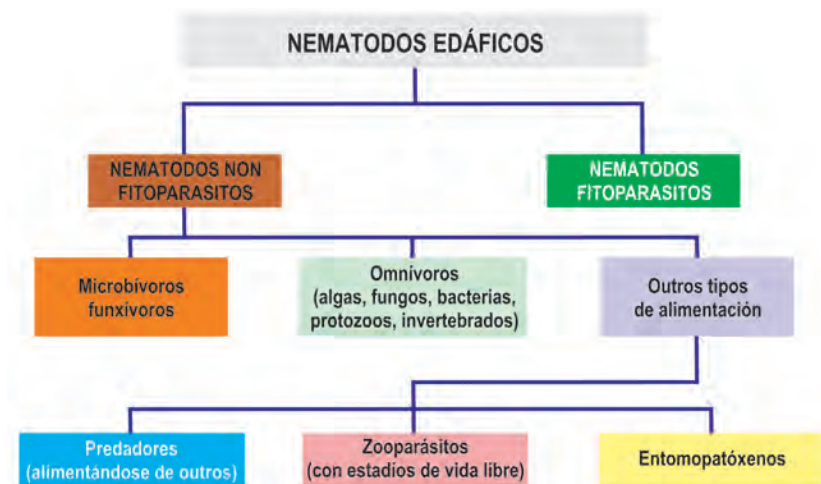 NEMATODOS EDÁFICOS
NEMATODOS NON
FITOPARASITOS
NEMATODOS
FITOPARASITOS
Microbívoros
funxívoros
Omnívoros
(algas, fungos, bacterias,
protozoos, invertebrados)
Outros tipos
de alimentación
Predadores
(alimentándose de outros)
Zooparásitos
(con estadíos de vida libre)
Entomopatóxenos